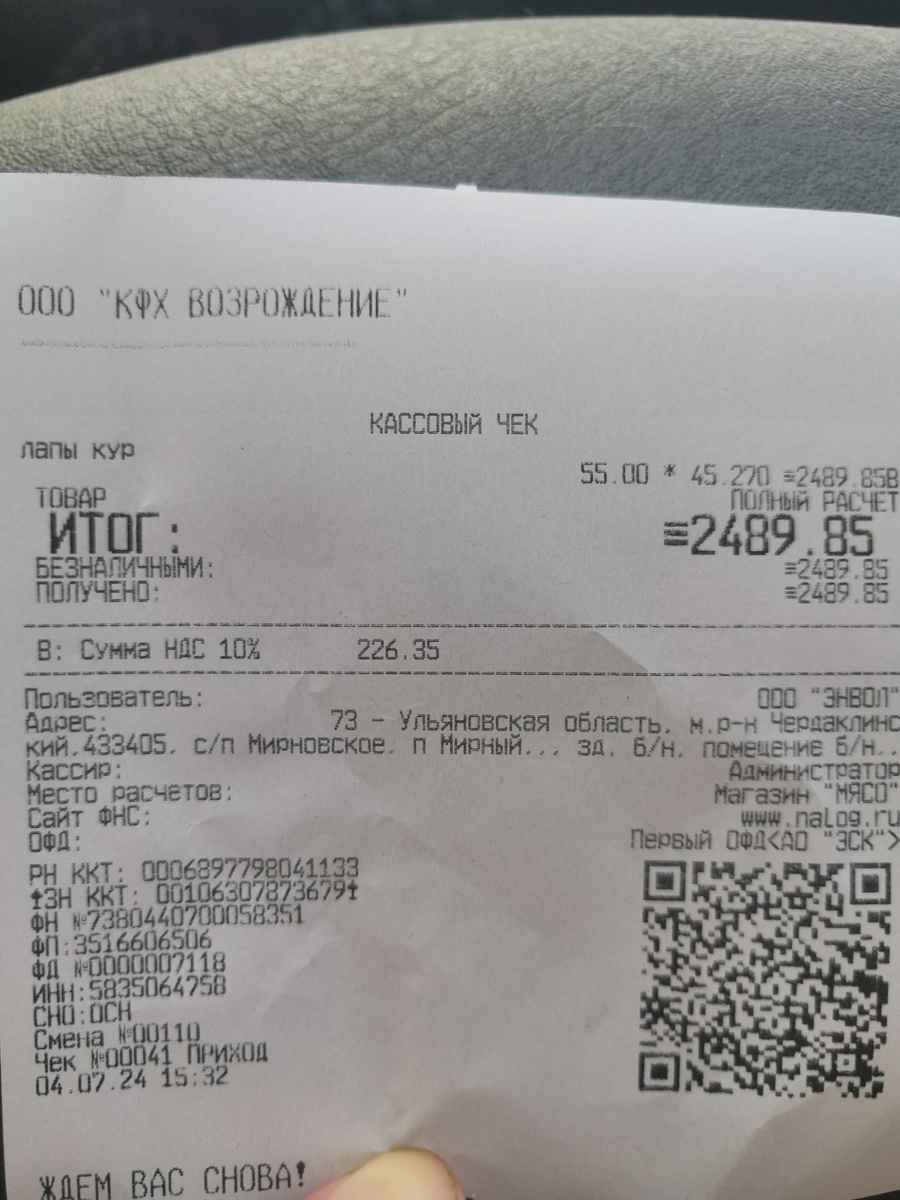 ООО "КФХ ВОЗРОЖДЕНИЕ"
КАССОВЫЙ ЧЕК
лапы кур
55.00 * 45.270 ≡2489.85В
ТОВАР ПОЛНЫЙ РАСЧЕТ
ИТОГ: ≡2489.85
БЕЗНАЛИЧНЫМИ: ≡2489.85
ПОЛУЧЕНО: ≡2489.85
В: Сумма НДС 10% 226.35
Пользователь: ООО "ЭНВОЛ"
Адрес: 73 - Ульяновская область, м.р-н Чердаклинс
кий,433405, с/п Мирновское, п Мирный,.. зд. б/н, помещение б/н..
Кассир: Администратор
Место расчетов: Магазин "МЯСО"
Сайт ФНС: www.nalog.ru
ОФД: Первый ОФД<АО "ЭСК">
РН ККТ: 0006897798041133
↑ЗН ККТ: 00106307873679↑
ФН №7380440700058351
ФП:3516606506
ФД №0000007118
ИНН:5835064758
СНО:ОСН
Смена №00110
Чек №00041 ПРИХОД
04.07.24 15:32
ЖДЕМ ВАС СНОВА!